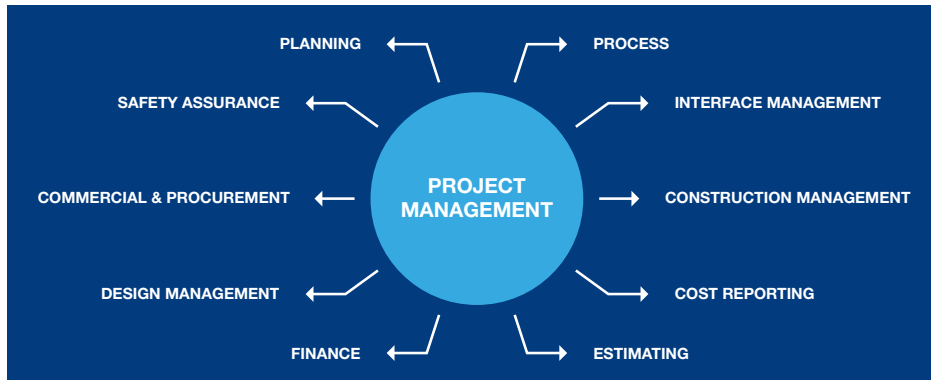 PLANNING
PROCESS
SAFETY ASSURANCE
INTERFACE MANAGEMENT
COMMERCIAL & PROCUREMENT
PROJECT
MANAGEMENT
CONSTRUCTION MANAGEMENT
DESIGN MANAGEMENT
COST REPORTING
FINANCE
ESTIMATING